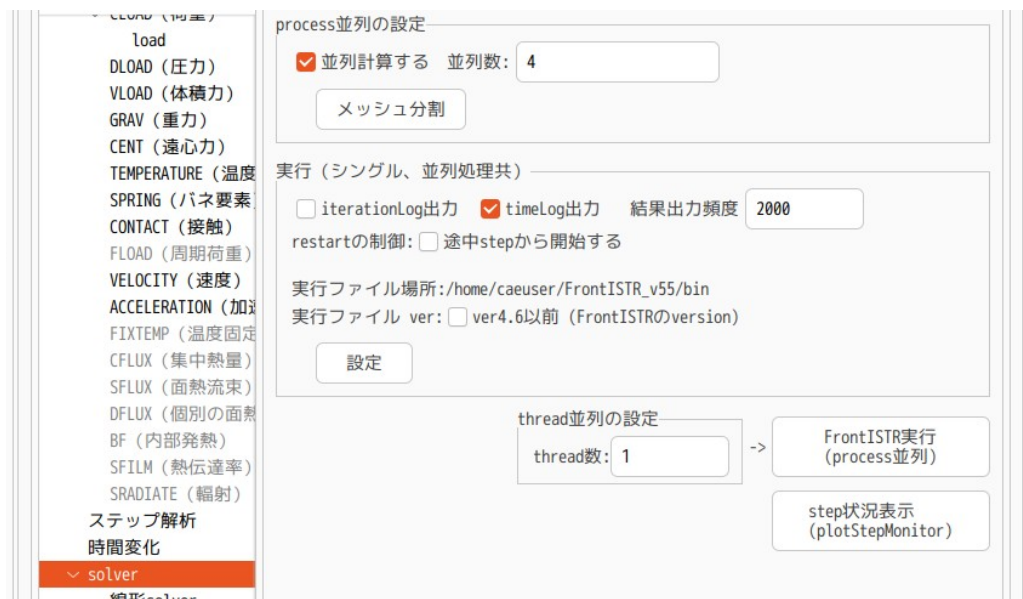 CLOAD (荷重)
load
DLOAD (圧力)
VLOAD (体積力)
GRAV (重力)
CENT (遠心力)
TEMPERATURE (温度
SPRING (バネ要素)
CONTACT (接触)
FLOAD (周期荷重)
VELOCITY (速度)
ACCELERATION (加速
FIXTEMP (温度固定
CFLUX (集中熱量)
SFLUX (面熱流束)
DFLUX (個別の面熱
BF (内部発熱)
SFILM (熱伝達率)
SRADIATE (輻射)
ステップ解析
時間変化
solver
線形solver
process並列の設定
並列計算する 並列数: 4
メッシュ分割
実行 (シングル、並列処理共)
iterationLog出力 timeLog出力 結果出力頻度 2000
restartの制御: 途中stepから開始する
実行ファイル場所:/home/caeuser/FrontISTR_v55/bin
実行ファイル ver: ver4.6以前 (FrontISTRのversion)
設定
thread並列の設定
thread数: 1
->
FrontISTR実行
(process並列)
step状況表示
(plotStepMonitor)